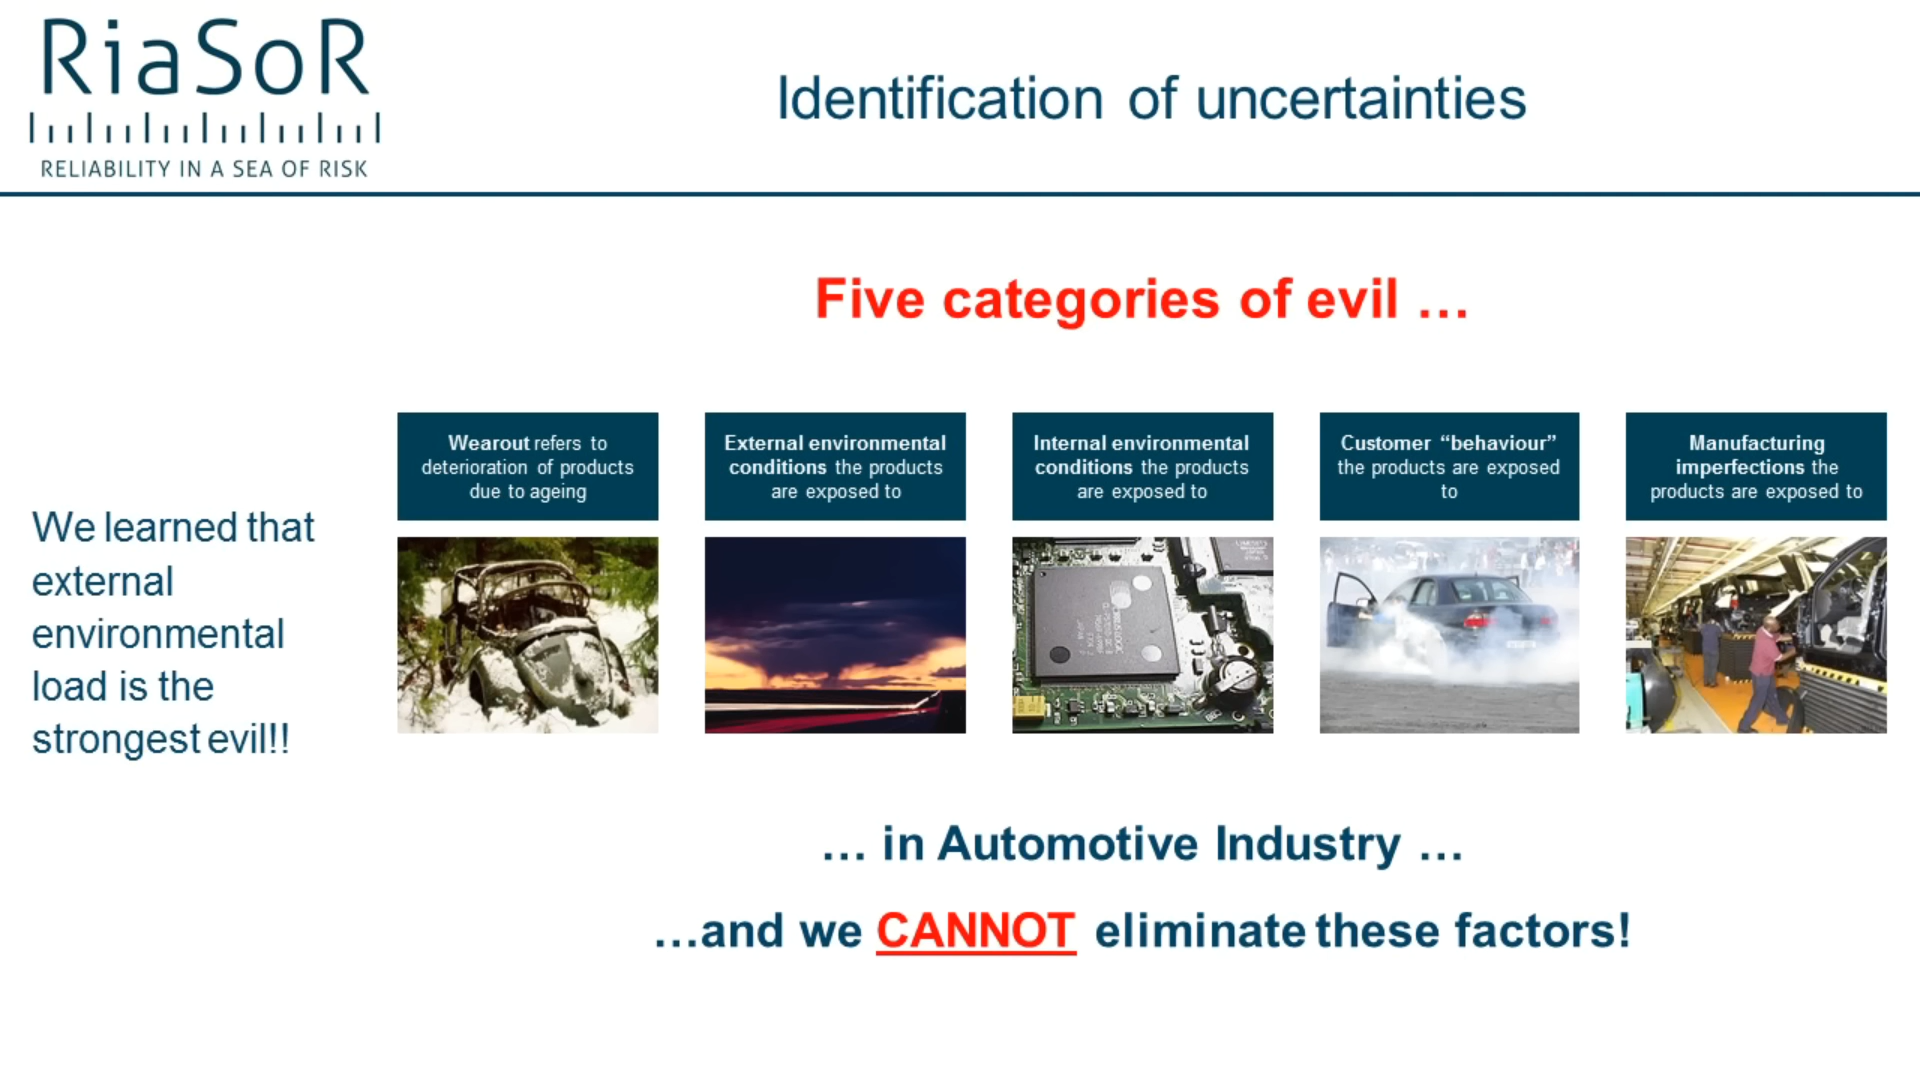 RiaSoR
RELIABILITY IN A SEA OF RISK
Identification of uncertainties
Five categories of evil …
Wearout refers to
deterioration of products
due to ageing
External environmental
conditions the products
are exposed to
Internal environmental
conditions the products
are exposed to
Customer “behaviour”
the products are exposed
to
Manufacturing
imperfections the
products are exposed to
We learned that
external
environmental
load is the
strongest evil!!
… in Automotive Industry …
…and we CANNOT eliminate these factors!